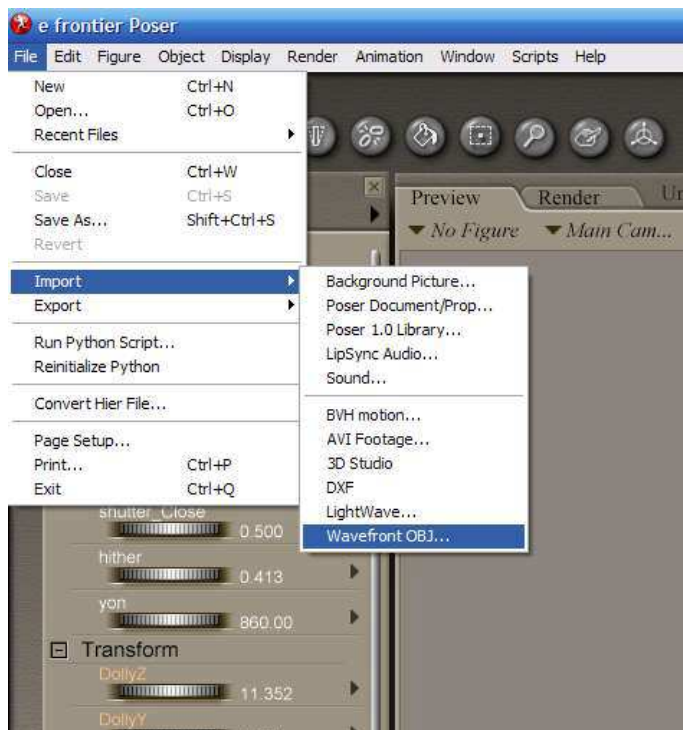 e frontier Poser
File Edit Figure Object Display Render Animation Window Scripts Help
New Ctrl+N
Open... Ctrl+O
Recent Files
Close Ctrl+W
Save Ctrl+S
Save As... Shift+Ctrl+S
Revert
Import
Export
Run Python Script...
Reinitialize Python
Convert Hier File...
Page Setup...
Print... Ctrl+P
Exit Ctrl+Q
Background Picture...
Poser Document/Prop...
Poser 1.0 Library...
LipSync Audio...
Sound...
BVH motion...
AVI Footage...
3D Studio
DXF
LightWave...
Wavefront OBJ...
Preview Render
No Figure Main Cam...
shutter_Close
0.500
hither
0.413
yon
860.00
Transform
DollyZ
11.352
DollyY